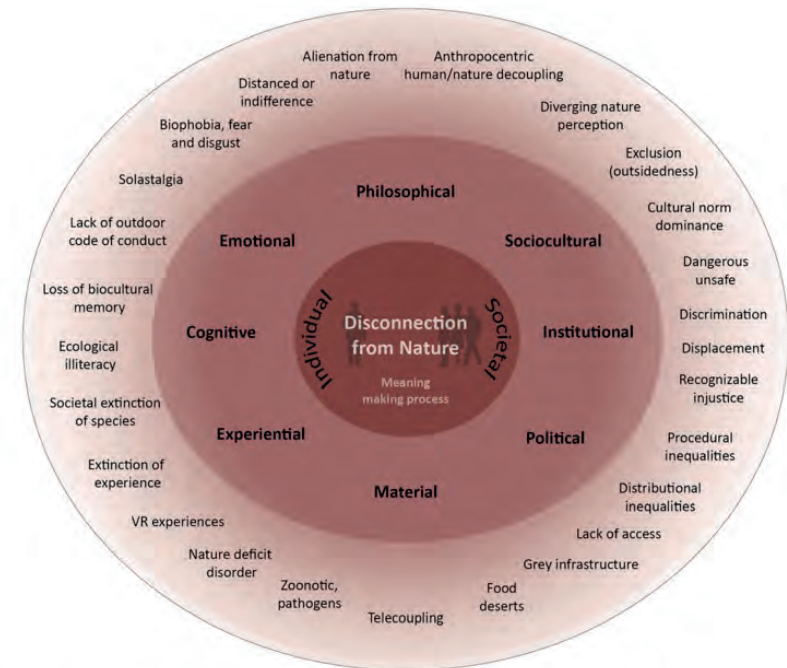 Alienation from
nature
Anthropocentric
human/nature decoupling
Distanced or
indifference
Diverging nature
perception
Biophobia, fear
and disgust
Exclusion
(outsidedness)
Solastalgia
Cultural norm
dominance
Lack of outdoor
code of conduct
Dangerous
unsafe
Loss of biocultural
memory
Discrimination
Ecological
illiteracy
Displacement
Recognizable
injustice
Societal extinction
of species
Procedural
inequalities
Extinction of
experience
Distributional
inequalities
VR experiences
Lack of access
Nature deficit
disorder
Grey infrastructure
Zoonotic,
pathogens
Food
deserts
Telecoupling
Philosophical
Emotional
Sociocultural
Cognitive
Institutional
Experiential
Political
Material
Individual
Societal
Disconnection
from Nature
Meaning
making process